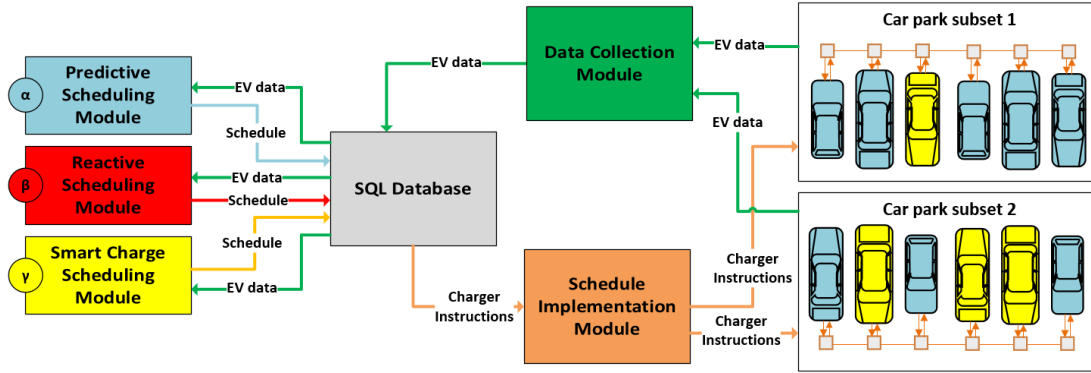 Predictive
Scheduling
Module
α
Reactive
Scheduling
Module
β
Smart Charge
Scheduling
Module
γ
EV data
Schedule
EV data
Schedule
Schedule
EV data
SQL Database
EV data
Data Collection
Module
EV data
EV data
Charger
Instructions
Schedule
Implementation
Module
Charger
Instructions
Charger
Instructions
Car park subset 1
Car park subset 2